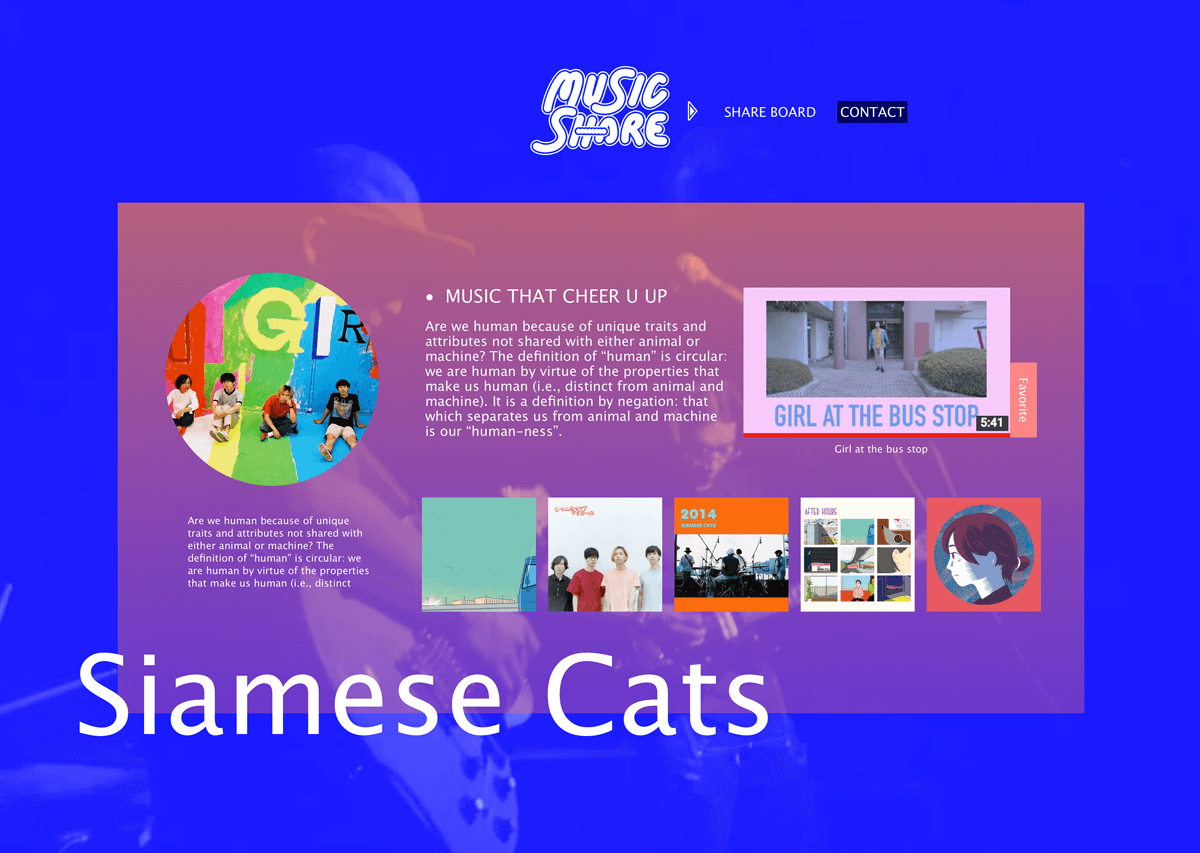 MUSIC
SHARE
SHARE BOARD
CONTACT
GIRL
• MUSIC THAT CHEER U UP
Are we human because of unique traits and
attributes not shared with either animal or
machine? The definition of “human” is circular:
we are human by virtue of the properties that
make us human (i.e., distinct from animal and
machine). It is a definition by negation: that
which separates us from animal and machine
is our “human-ness”.
GIRL AT THE BUS STOP
5:41
Favorite
Girl at the bus stop
Are we human because of unique
traits and attributes not shared with
either animal or machine? The
definition of “human” is circular: we
are human by virtue of the properties
that make us human (i.e., distinct
2014
SIAMESE CATS
AFTER HOURS
Siamese Cats